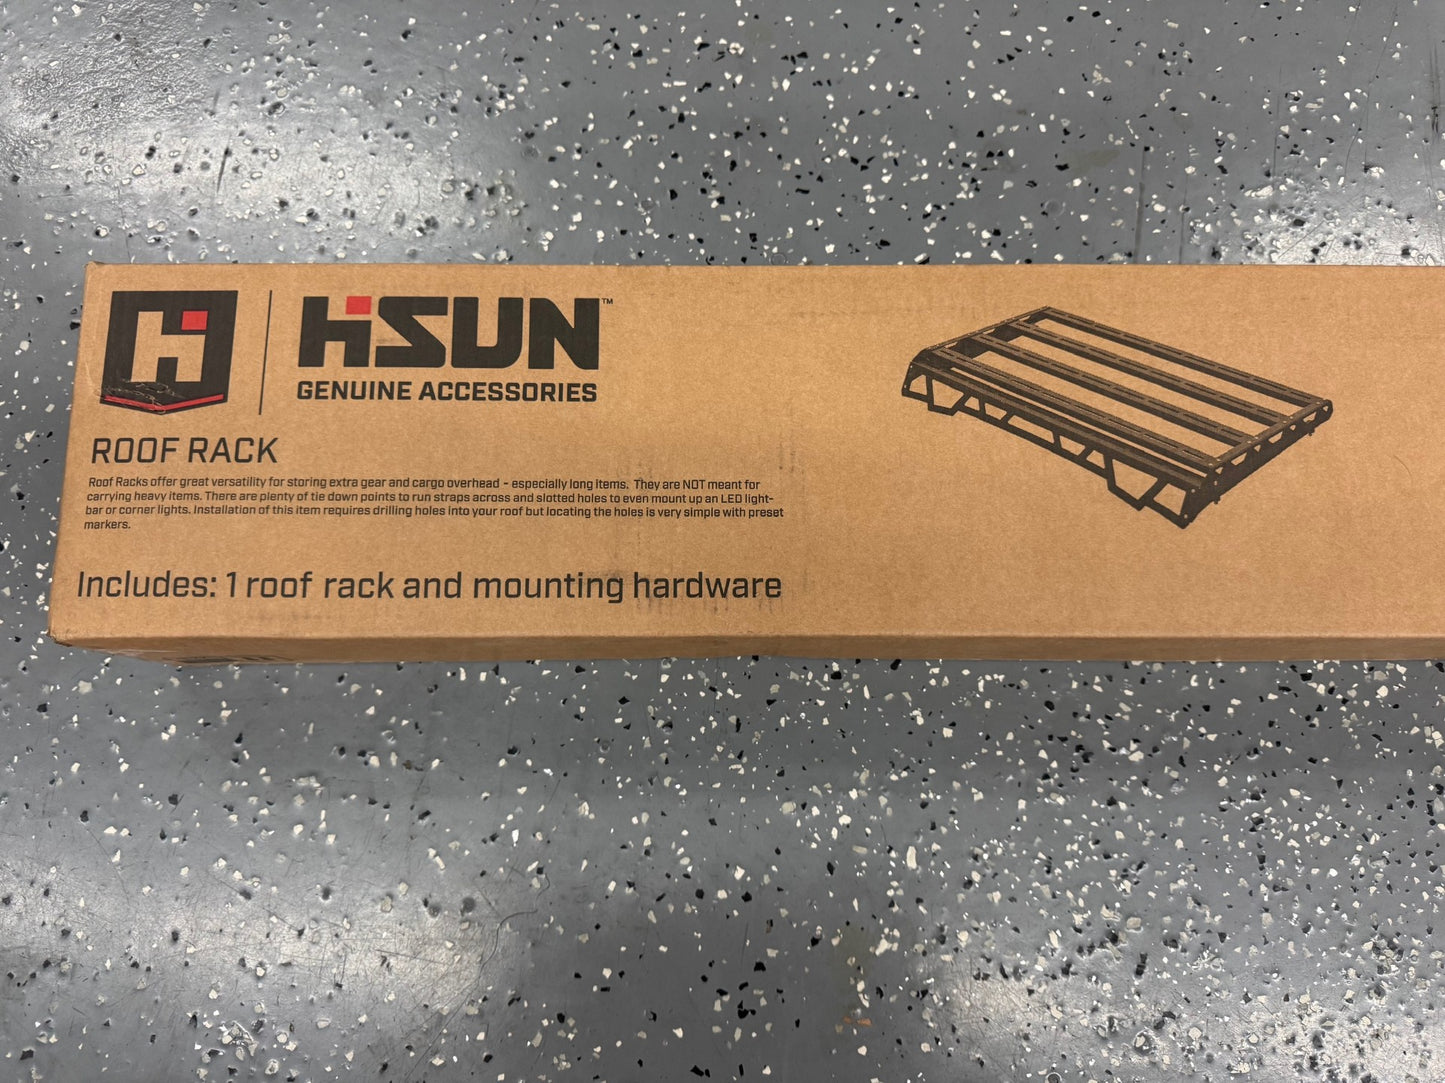 HISUN™
GENUINE ACCESSORIES
ROOF RACK
Roof Racks offer great versatility for storing extra gear and cargo overhead - especially long items. They are NOT meant for
carrying heavy items. There are plenty of tie down points to run straps across and slotted holes to even mount up an LED light-
bar or corner lights. Installation of this item requires drilling holes into your roof but locating the holes is very simple with preset
markers.
Includes: 1 roof rack and mounting hardware